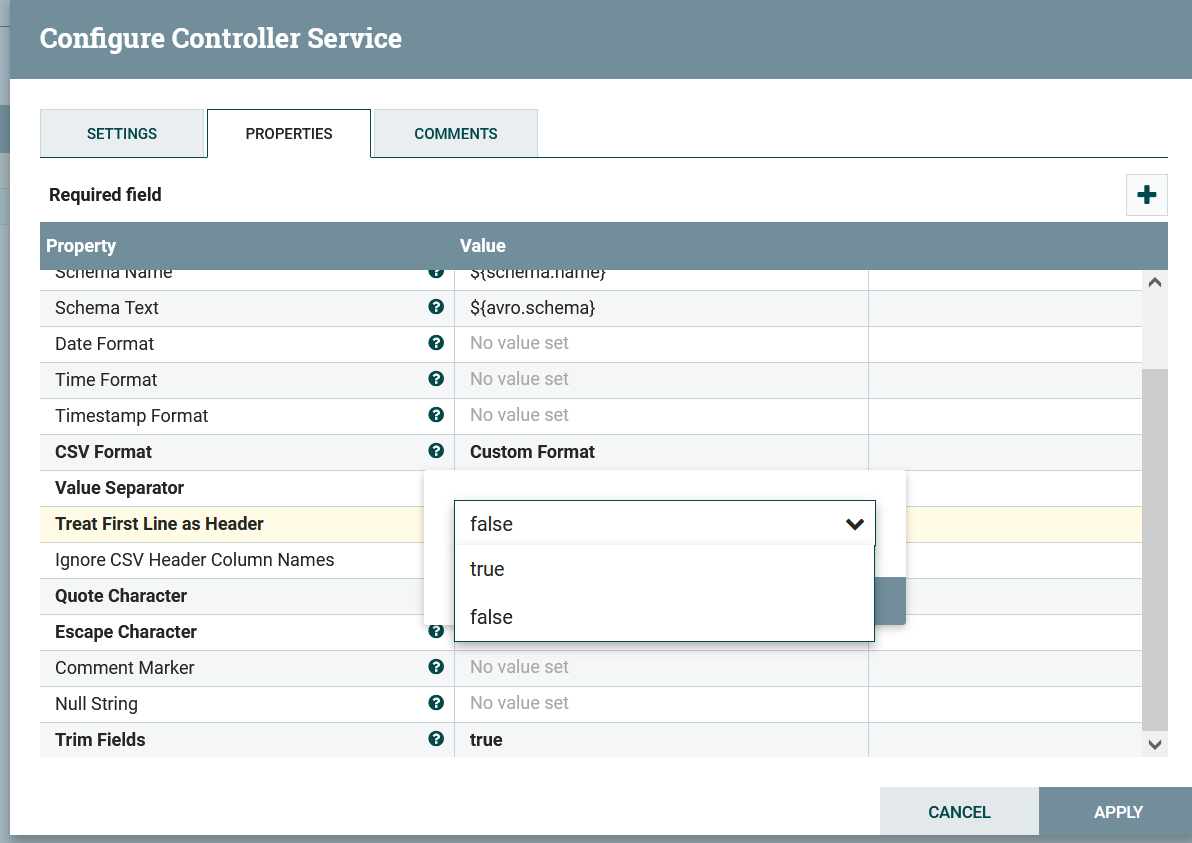 Configure Controller Service
SETTINGS PROPERTIES COMMENTS
Required field
Property Value
Schema Name ${schema.name}
Schema Text ${avro.schema}
Date Format No value set
Time Format No value set
Timestamp Format No value set
CSV Format Custom Format
Value Separator
Treat First Line as Header false
Ignore CSV Header Column Names true
Quote Character
Escape Character false
Comment Marker No value set
Null String No value set
Trim Fields true
CANCEL APPLY